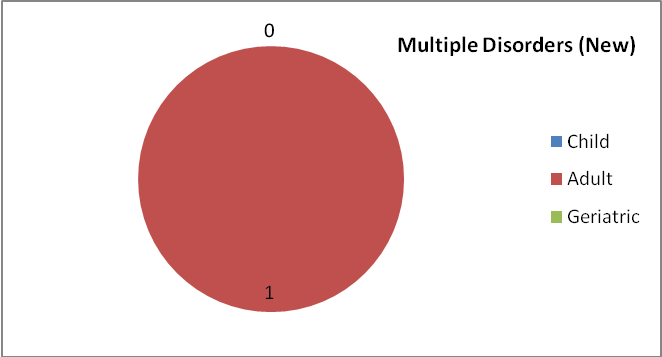 0
Multiple Disorders (New)
Child
Adult
Geriatric
1